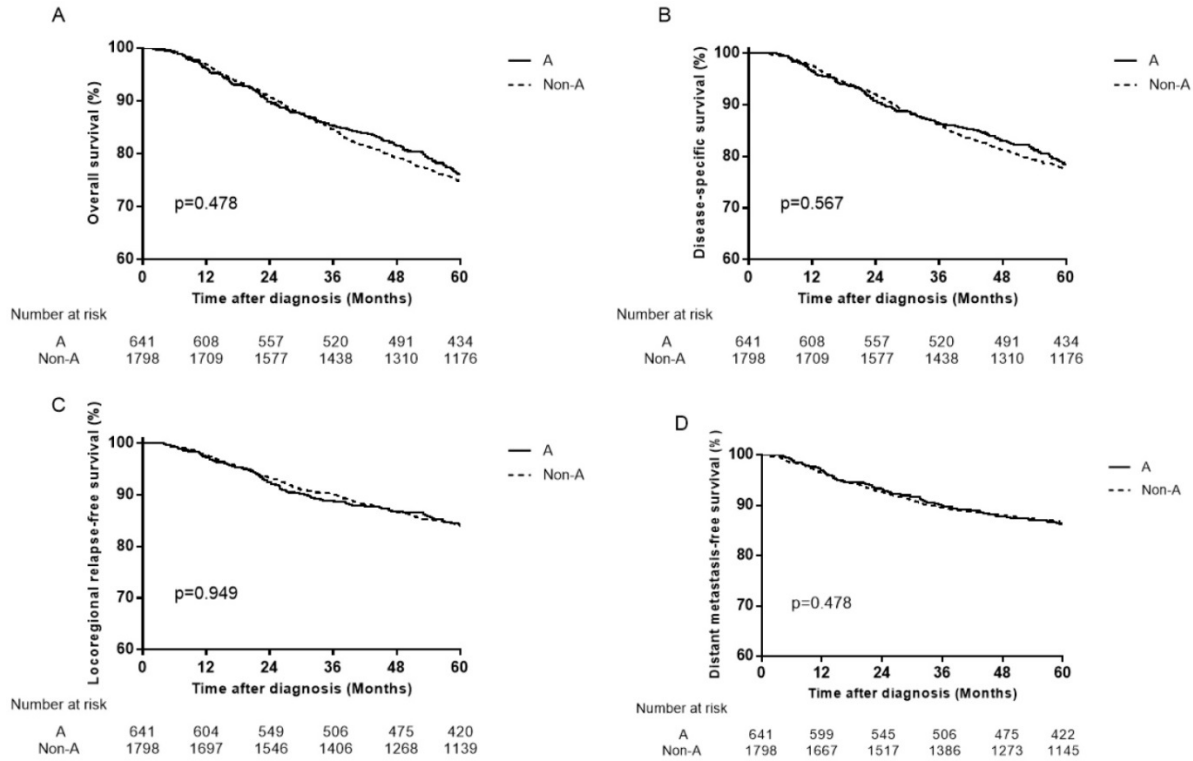 A
Overall survival (%)
100
90
80
70
60
p=0.478
A
Non-A
0 12 24 36 48 60
Time after diagnosis (Months)
Number at risk
A 641 608 557 520 491 434
Non-A 1798 1709 1577 1438 1310 1176
B
Disease-specific survival (%)
100
90
80
70
60
p=0.567
A
Non-A
0 12 24 36 48 60
Time after diagnosis (Months)
Number at risk
A 641 608 557 520 491 434
Non-A 1798 1709 1577 1438 1310 1176
C
Locoregional relapse-free survival (%)
100
90
80
70
60
p=0.949
A
Non-A
0 12 24 36 48 60
Time after diagnosis (Months)
Number at risk
A 641 604 549 506 475 420
Non-A 1798 1697 1546 1406 1268 1139
D
Distant metastasis-free survival (%)
100
90
80
70
60
p=0.478
A
Non-A
0 12 24 36 48 60
Time after diagnosis (Months)
Number at risk
A 641 599 545 506 475 422
Non-A 1798 1667 1517 1386 1273 1145